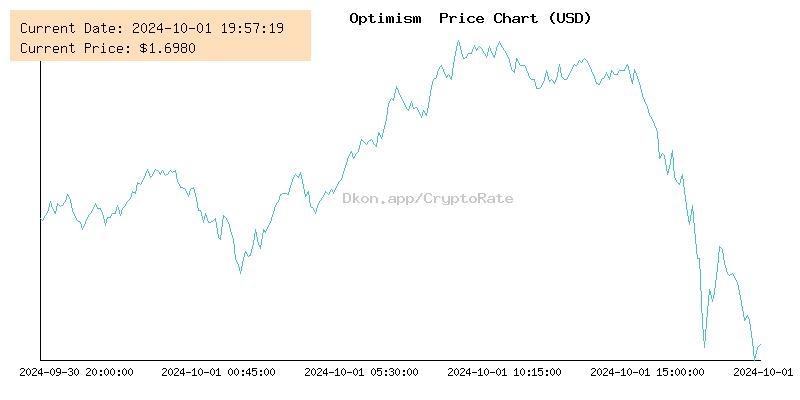 Optimism  Price Chart (USD)
Current Date: 2024-10-01 19:57:19
Current Price: $1.6980
Dkon.app/CryptoRate
2024-09-30 20:00:00 2024-10-01 00:45:00 2024-10-01 05:30:00 2024-10-01 10:15:00 2024-10-01 15:00:00 2024-10-01